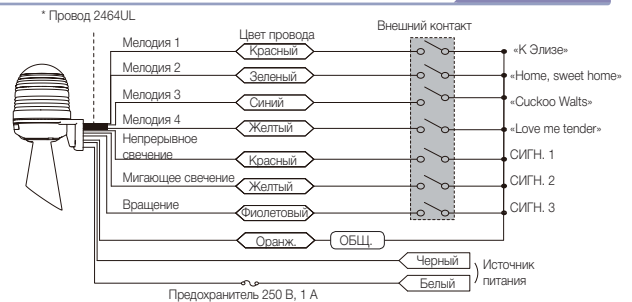 * Провод 2464UL
Цвет провода
Внешний контакт
Мелодия 1
Красный
«К Элизе»
Мелодия 2
Зеленый
«Home, sweet home»
Мелодия 3
Синий
«Cuckoo Walts»
Мелодия 4
Желтый
«Love me tender»
Непрерывное
свечение
Красный
СИГН. 1
Мигающее свечение
Желтый
СИГН. 2
Вращение
Фиолетовый
СИГН. 3
Оранж.
ОБЩ.
Черный
Источник
питания
Белый
Предохранитель 250 В, 1 А